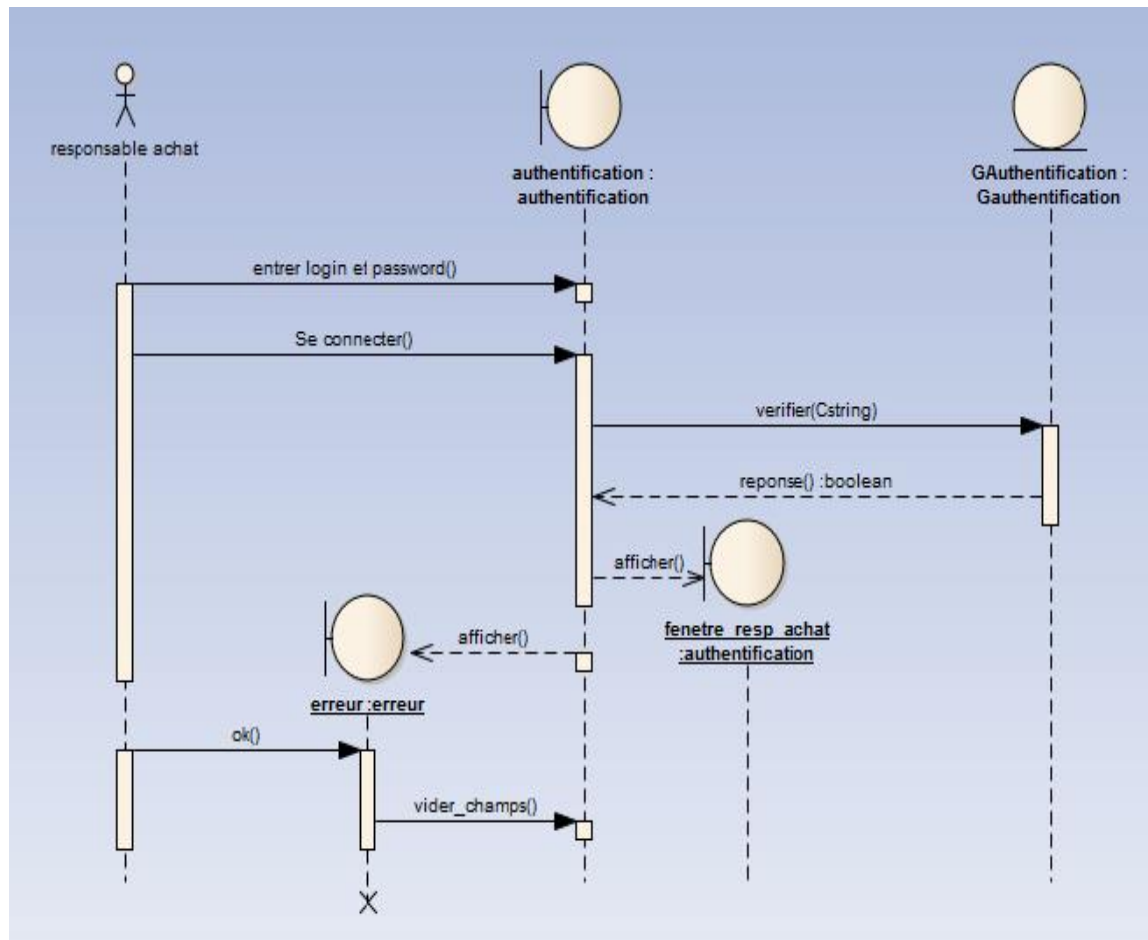 responsable achat
authentification :
authentification
GAuthentification :
Gauthentification
entrer login et password()
Se connecter()
verifier(Cstring)
reponse() :boolean
afficher()
fenetre_resp_achat
:authentification
afficher()
erreur :erreur
ok()
vider_champs()